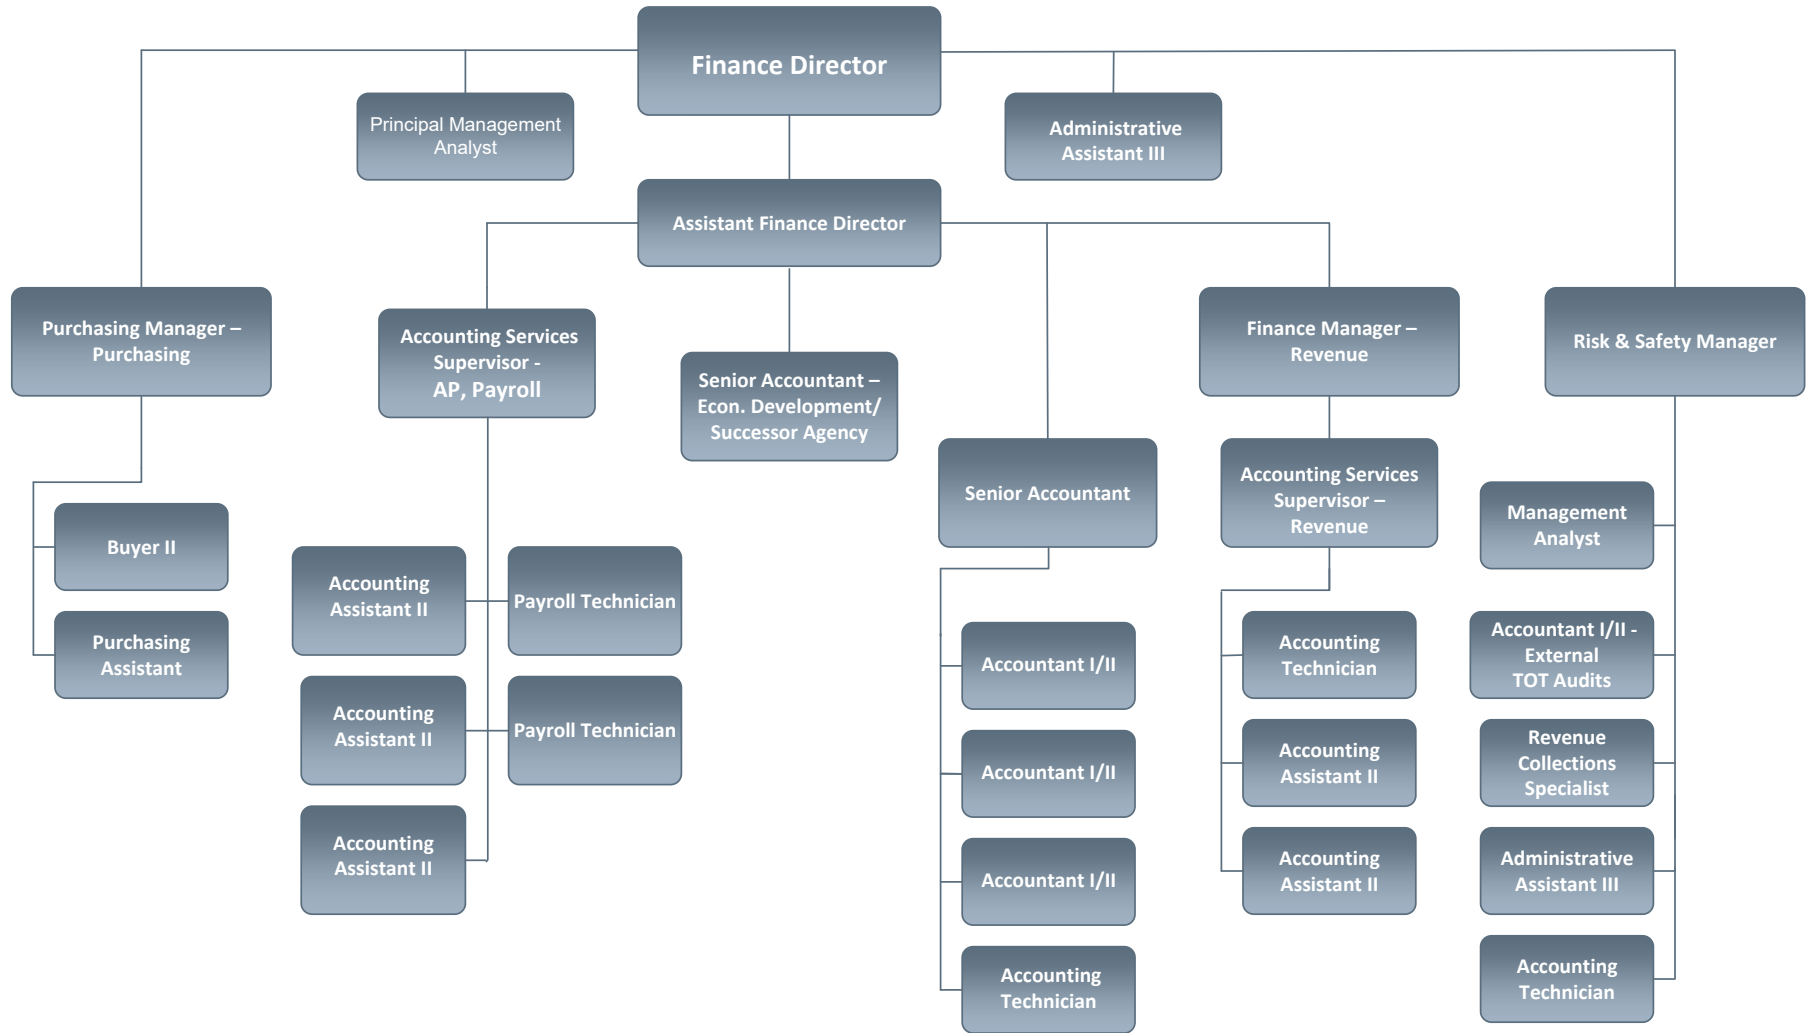 Finance Director
Principal Management
Analyst
Administrative
Assistant III
Assistant Finance Director
Purchasing Manager –
Purchasing
Accounting Services
Supervisor -
AP, Payroll
Senior Accountant –
Econ. Development/
Successor Agency
Finance Manager –
Revenue
Risk & Safety Manager
Senior Accountant
Accounting Services
Supervisor –
Revenue
Buyer II
Purchasing
Assistant
Accounting
Assistant II
Payroll Technician
Accounting
Assistant II
Payroll Technician
Accounting
Assistant II
Accountant I/II
Accountant I/II
Accountant I/II
Accounting
Technician
Accounting
Technician
Accounting
Assistant II
Accounting
Assistant II
Management
Analyst
Accountant I/II -
External
TOT Audits
Revenue
Collections
Specialist
Administrative
Assistant III
Accounting
Technician